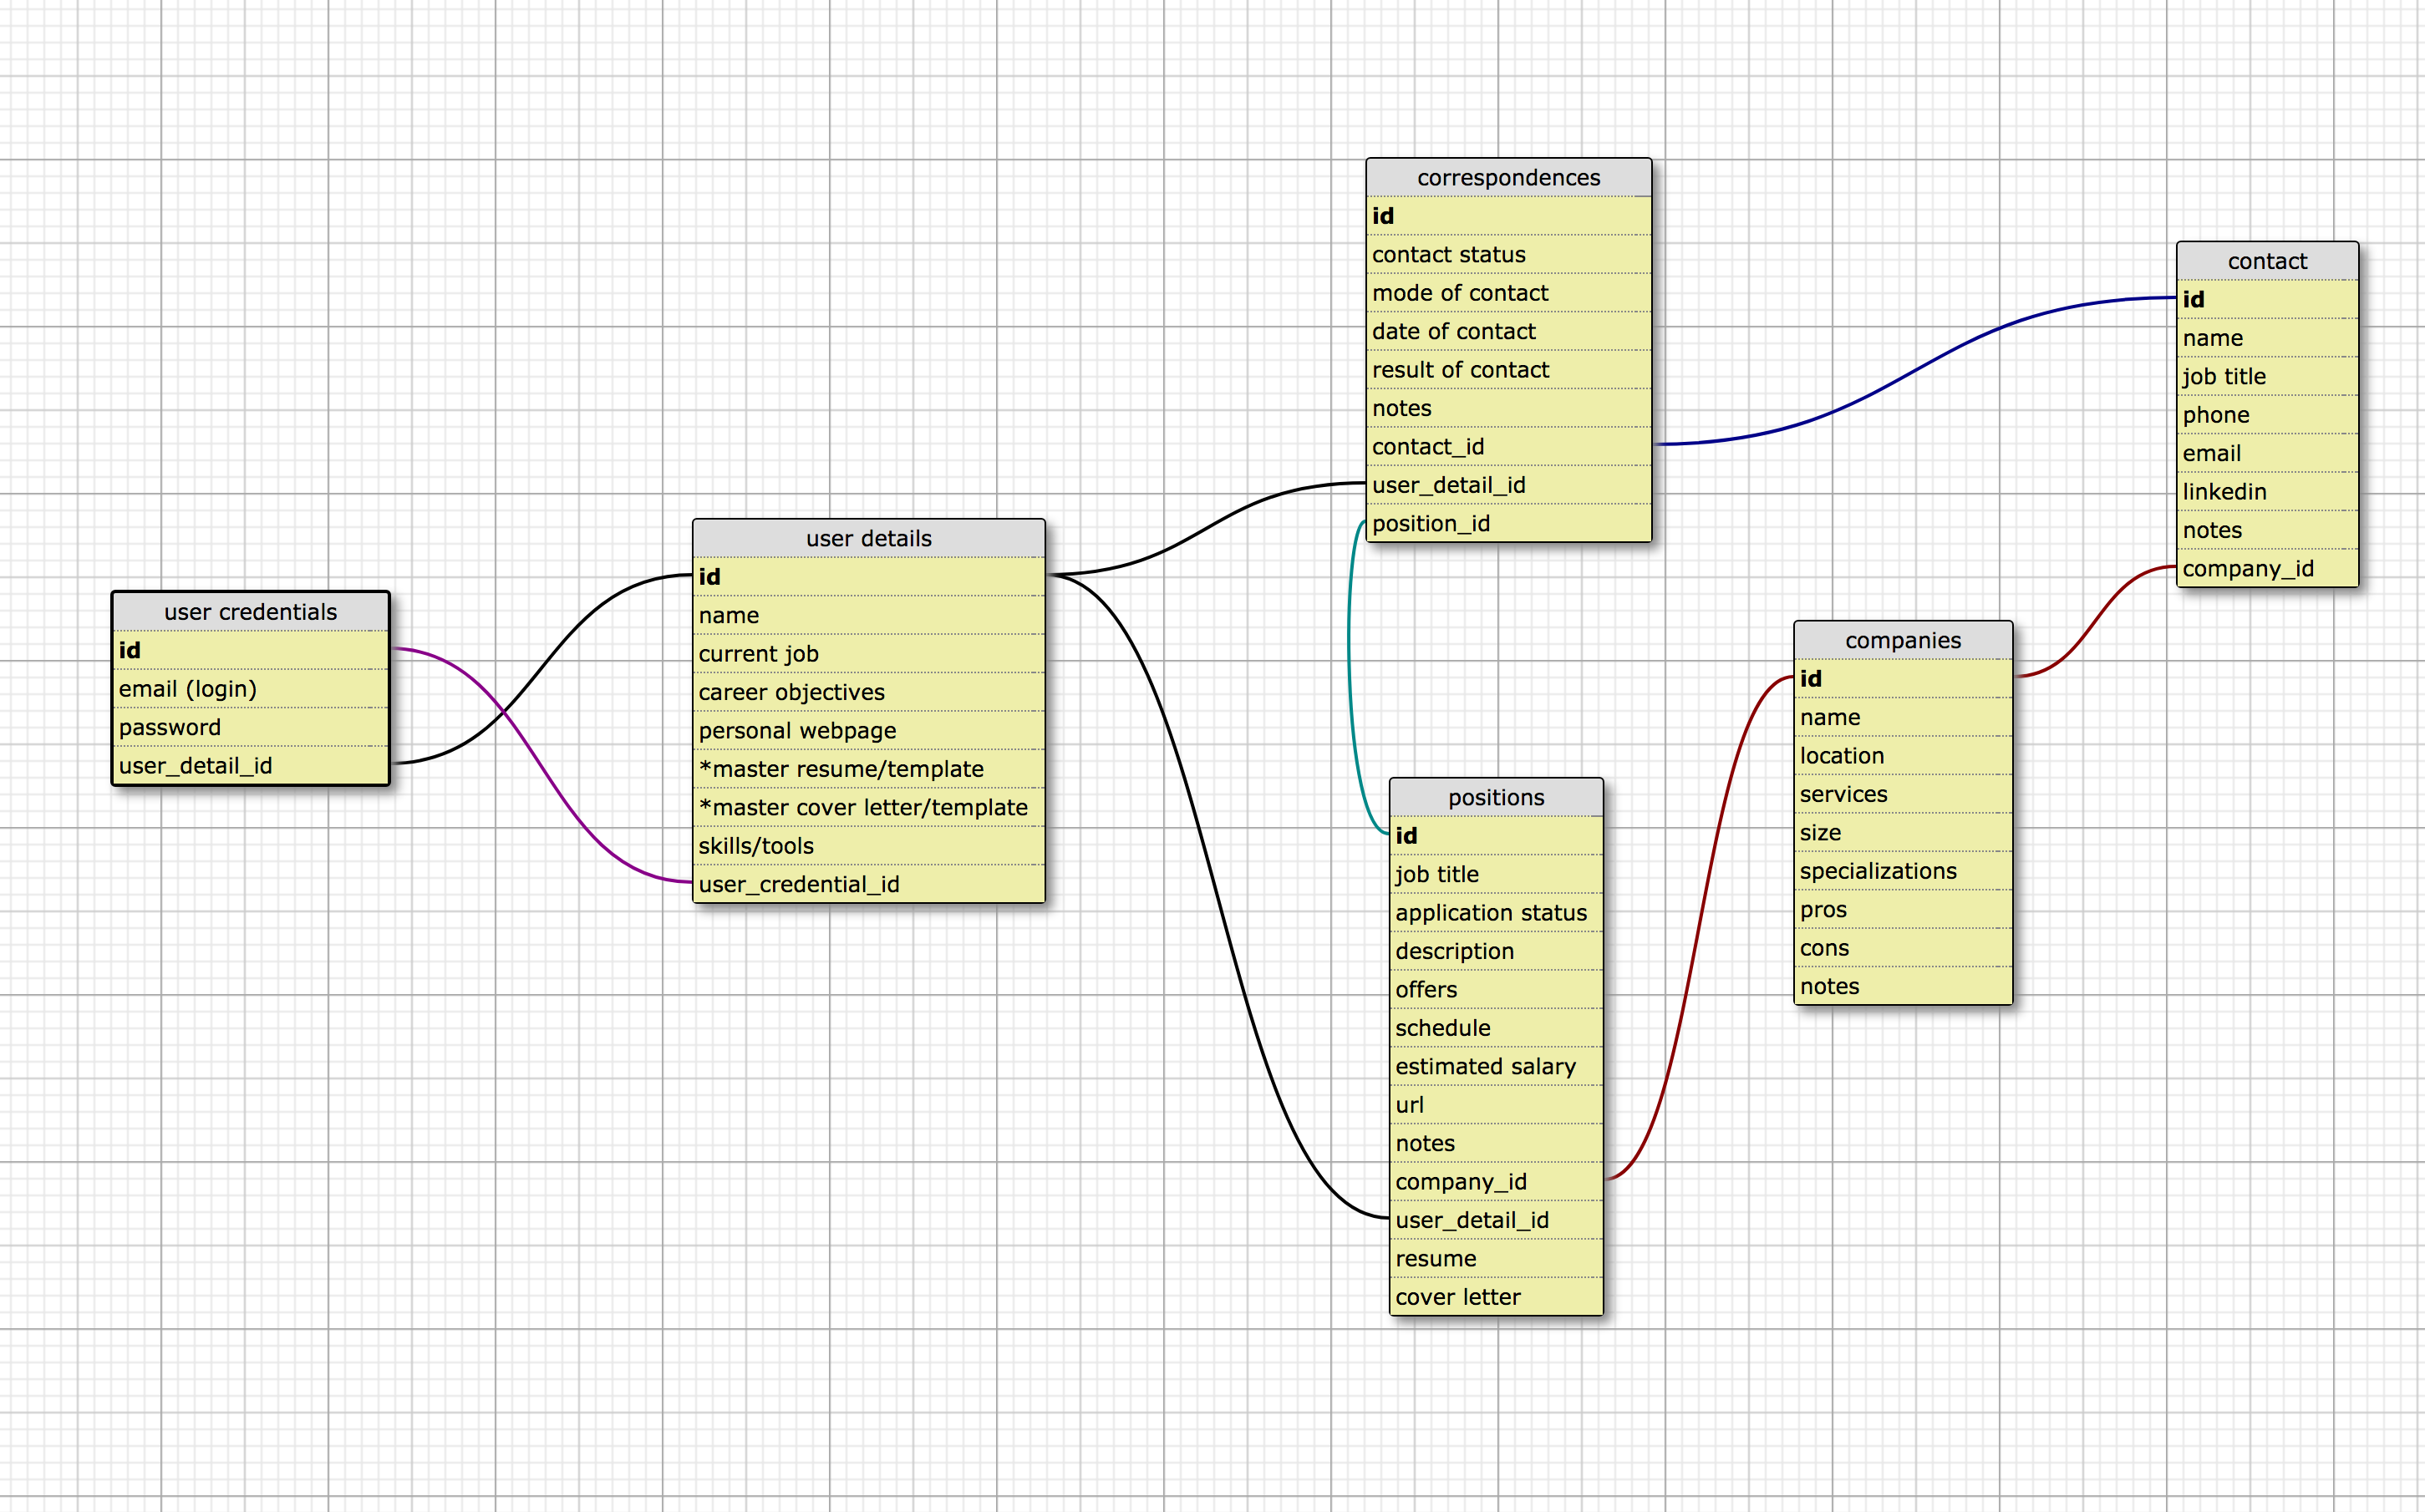 user credentials
id
email (login)
password
user_detail_id
user details
id
name
current job
career objectives
personal webpage
*master resume/template
*master cover letter/template
skills/tools
user_credential_id
correspondences
id
contact status
mode of contact
date of contact
result of contact
notes
contact_id
user_detail_id
position_id
positions
id
job title
application status
description
offers
schedule
estimated salary
url
notes
company_id
user_detail_id
resume
cover letter
companies
id
name
location
services
size
specializations
pros
cons
notes
contact
id
name
job title
phone
email
linkedin
notes
company_id